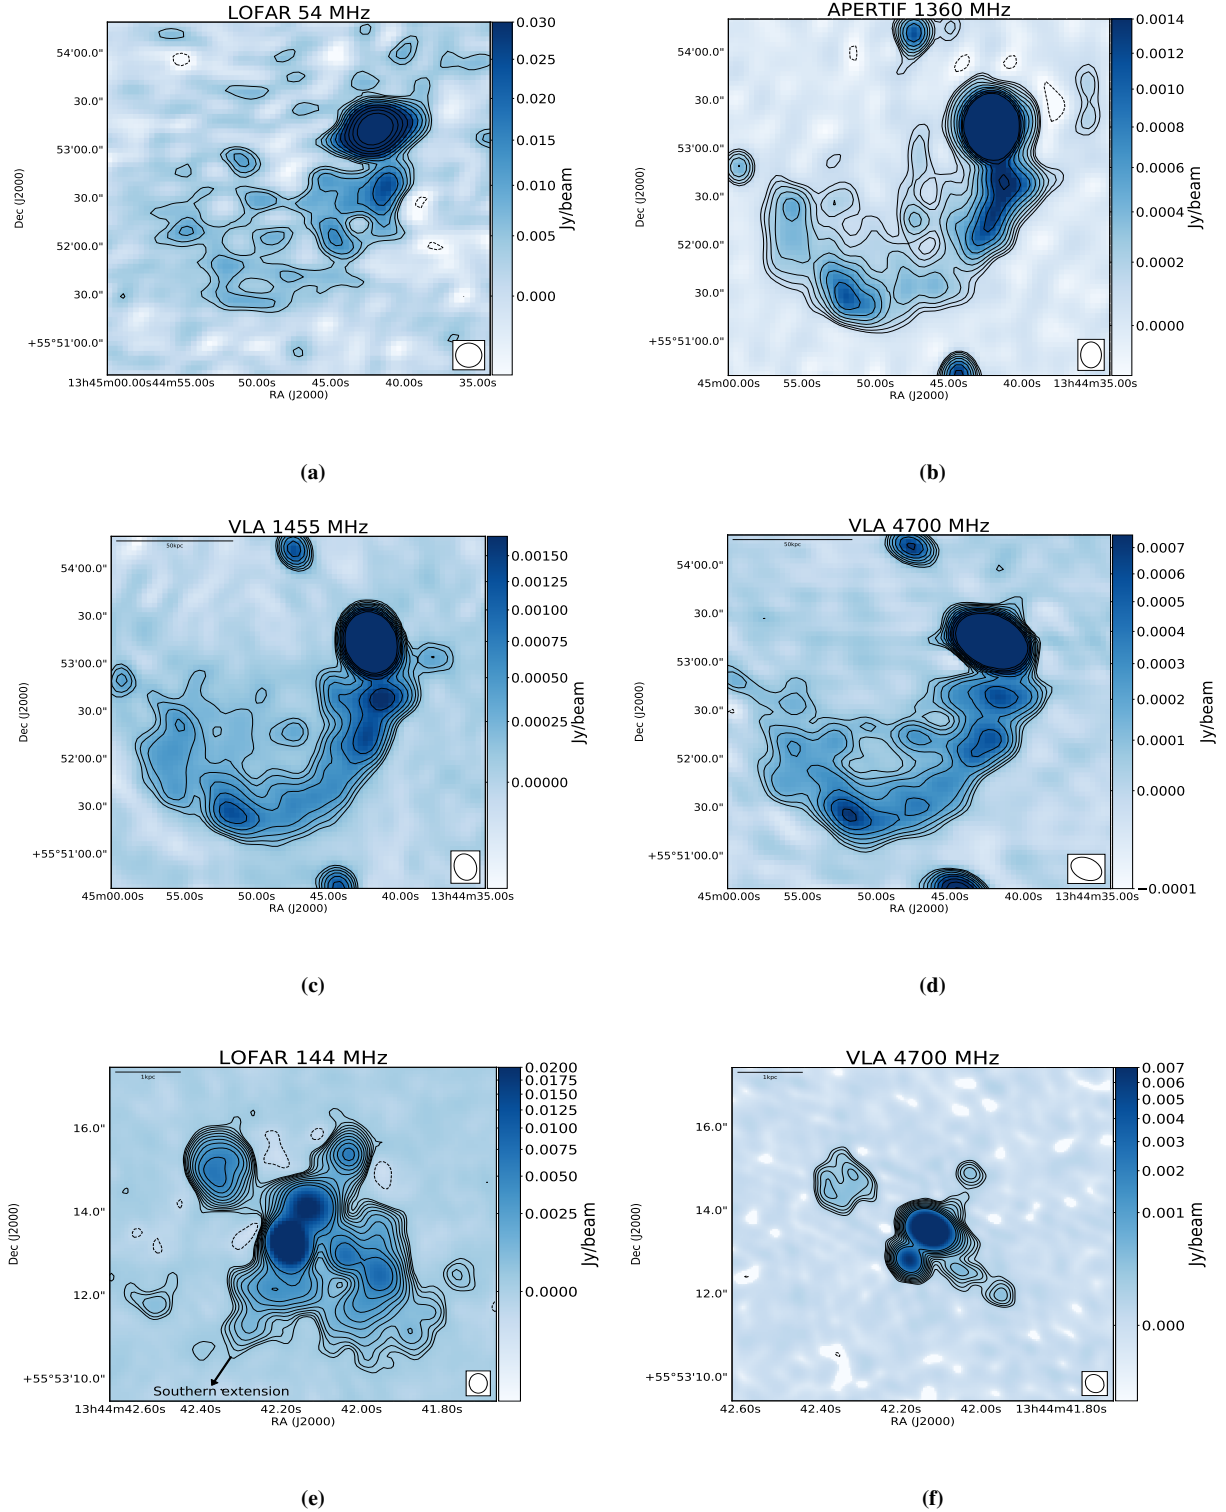 LOFAR 54 MHz
54'00.0"
30.0"
53'00.0"
30.0"
52'00.0"
30.0"
+55°51'00.0"
Dec (J2000)
13h45m00.00s44m55.00s 50.00s 45.00s 40.00s 35.00s
RA (J2000)
0.030
0.025
0.020
0.015
0.010
0.005
0.000
Jy/beam
(a)
APERTIF 1360 MHz
54'00.0"
30.0"
53'00.0"
30.0"
52'00.0"
30.0"
+55°51'00.0"
Dec (J2000)
45m00.00s 55.00s 50.00s 45.00s 40.00s 13h44m35.00s
RA (J2000)
0.0014
0.0012
0.0010
0.0008
0.0006
0.0004
0.0002
0.0000
Jy/beam
(b)
VLA 1455 MHz
50kpc
54'00.0"
30.0"
53'00.0"
30.0"
52'00.0"
30.0"
+55°51'00.0"
Dec (J2000)
45m00.00s 55.00s 50.00s 45.00s 40.00s 13h44m35.00s
RA (J2000)
0.00150
0.00125
0.00100
0.00075
0.00050
0.00025
0.00000
Jy/beam
(c)
VLA 4700 MHz
50kpc
54'00.0"
30.0"
53'00.0"
30.0"
52'00.0"
30.0"
+55°51'00.0"
Dec (J2000)
45m00.00s 55.00s 50.00s 45.00s 40.00s 13h44m35.00s
RA (J2000)
0.0007
0.0006
0.0005
0.0004
0.0003
0.0002
0.0001
0.0000
−0.0001
Jy/beam
(d)
LOFAR 144 MHz
1kpc
16.0"
14.0"
12.0"
+55°53'10.0"
Dec (J2000)
Southern extension
13h44m42.60s 42.40s 42.20s 42.00s 41.80s
RA (J2000)
0.0200
0.0175
0.0150
0.0125
0.0100
0.0075
0.0050
0.0025
0.0000
Jy/beam
(e)
VLA 4700 MHz
1kpc
16.0"
14.0"
12.0"
+55°53'10.0"
Dec (J2000)
42.60s 42.40s 42.20s 42.00s 13h44m41.80s
RA (J2000)
0.007
0.006
0.005
0.004
0.003
0.002
0.001
0.000
Jy/beam
(f)